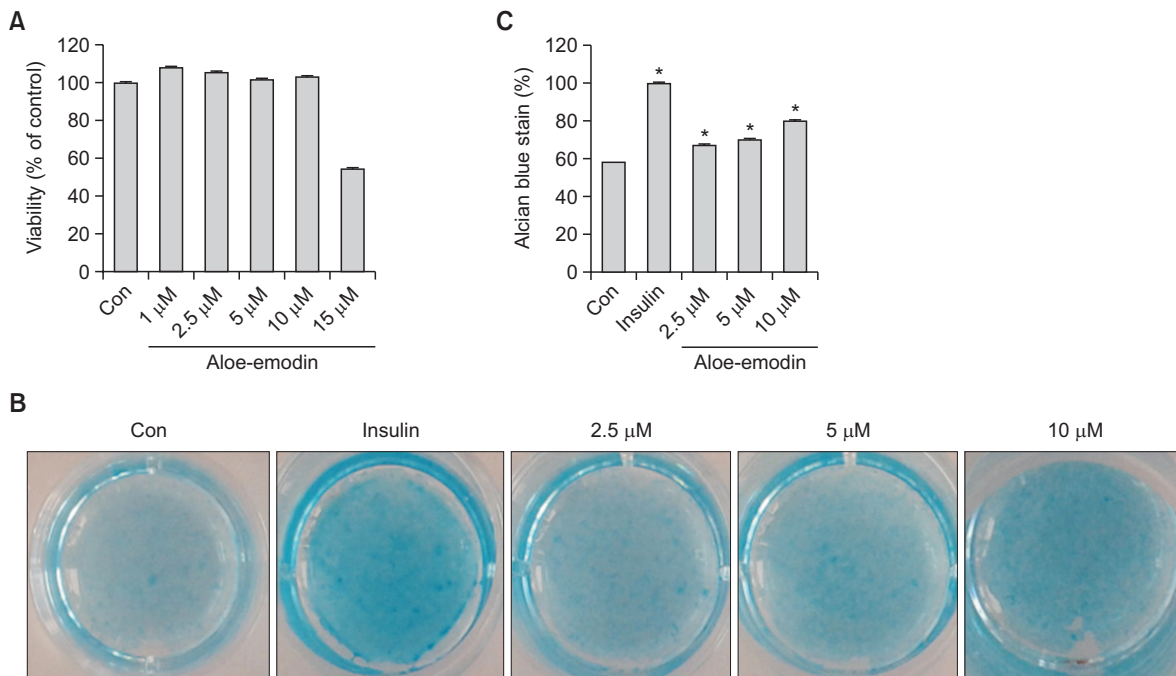 A
Viability (% of control)
120
100
80
60
40
20
0
Con
1 μM
2.5 μM
5 μM
10 μM
15 μM
Aloe-emodin
C
Alcian blue stain (%)
120
100
80
60
40
20
0
*
*
*
*
Con
Insulin
2.5 μM
5 μM
10 μM
Aloe-emodin
B
Con
Insulin
2.5 μM
5 μM
10 μM